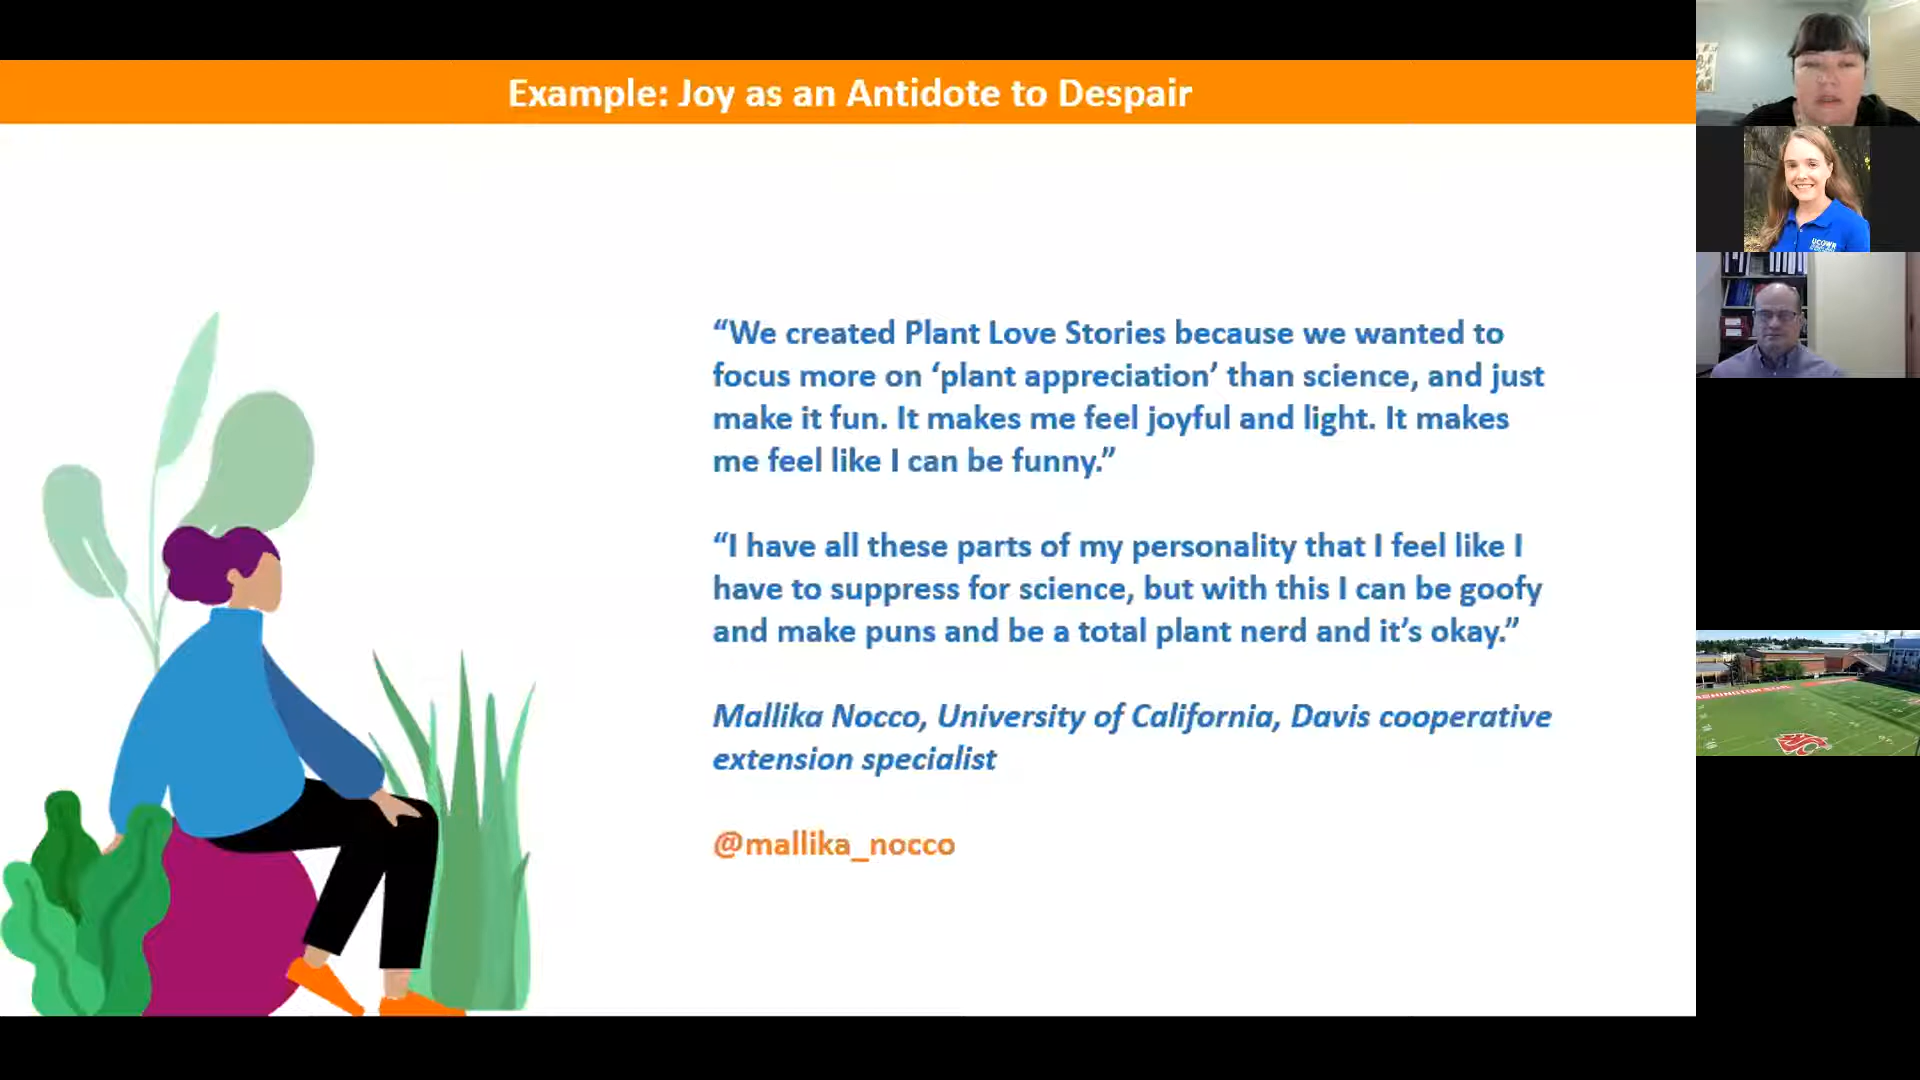 Example: Joy as an Antidote to Despair
“We created Plant Love Stories because we wanted to
focus more on ‘plant appreciation’ than science, and just
make it fun. It makes me feel joyful and light. It makes
me feel like I can be funny.”
“I have all these parts of my personality that I feel like I
have to suppress for science, but with this I can be goofy
and make puns and be a total plant nerd and it’s okay.”
Mallika Nocco, University of California, Davis cooperative
extension specialist
@mallika_nocco
UCOWR